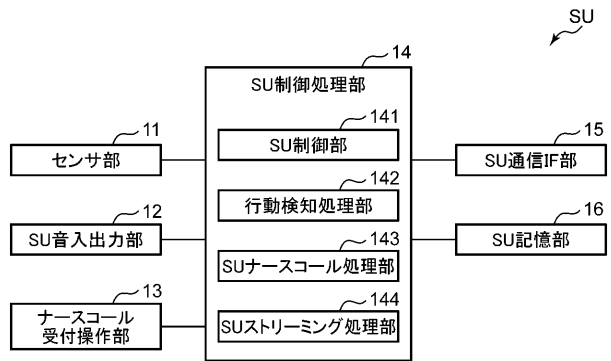 SU
14
SU制御処理部
11
センサ部
141
SU制御部
15
SU通信IF部
142
行動検知処理部
12
SU音入出力部
16
SU記憶部
143
SUナースコール処理部
13
ナースコール
受付操作部
144
SUストリーミング処理部